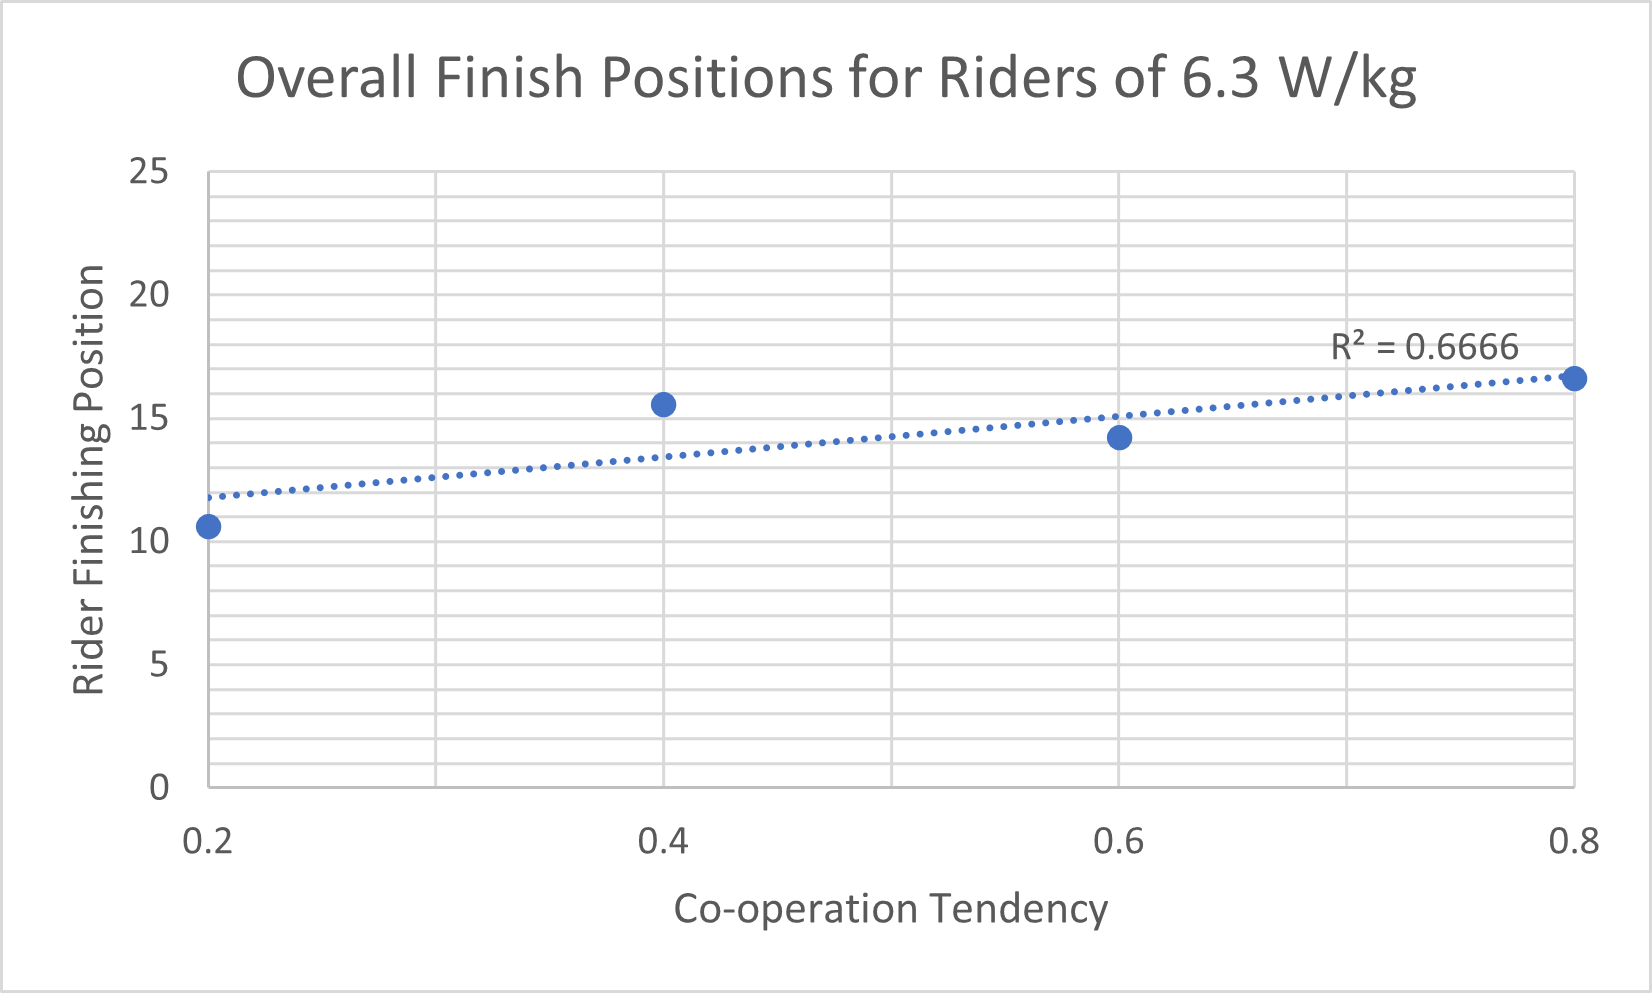 Overall Finish Positions for Riders of 6.3 W/kg
25
20
15
10
5
0
Rider Finishing Position
R² = 0.6666
0.2 0.4 0.6 0.8
Co-operation Tendency